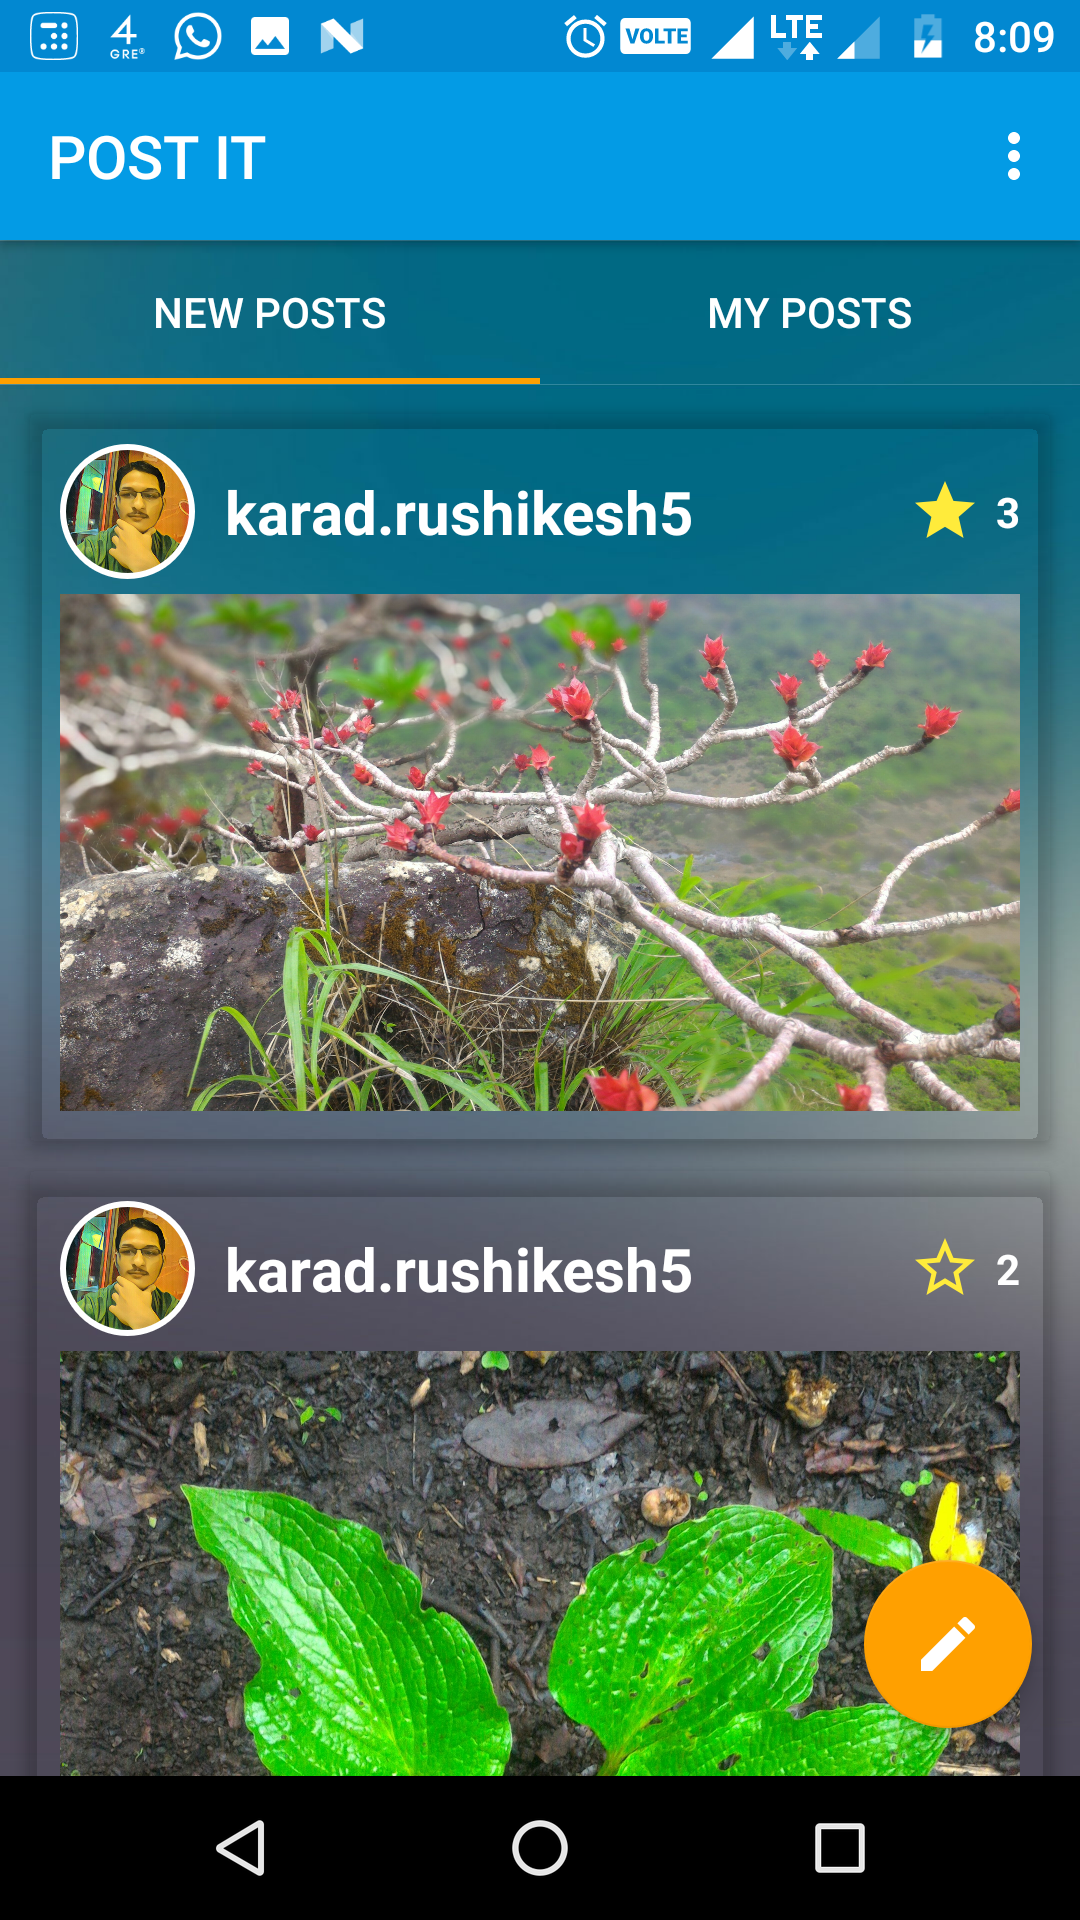 4 GRE®
VOLTE
LTE
8:09
POST IT
NEW POSTS
MY POSTS
karad.rushikesh5
3
karad.rushikesh5
2